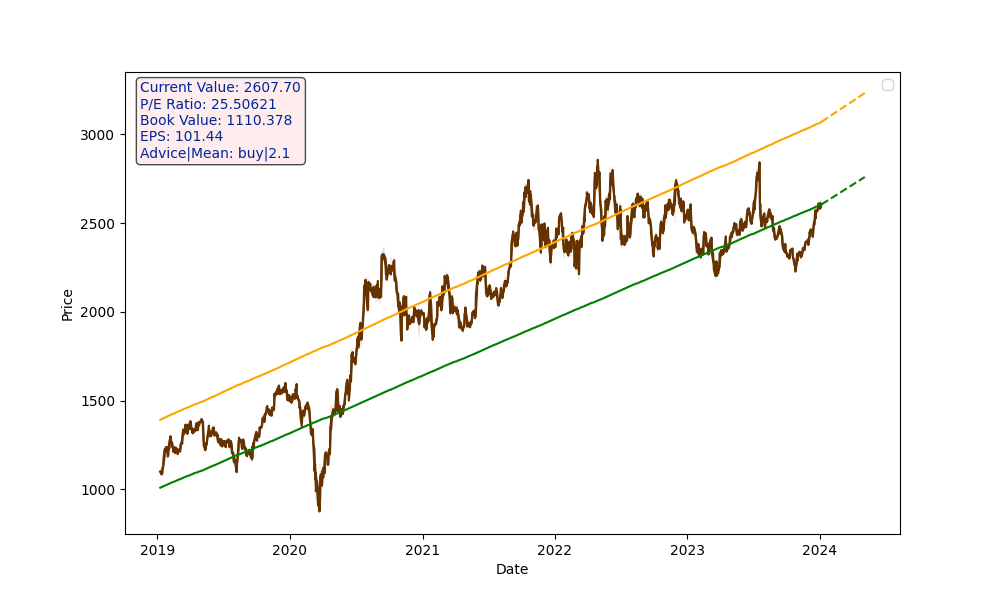 Current Value: 2607.70
P/E Ratio: 25.50621
Book Value: 1110.378
EPS: 101.44
Advice|Mean: buy|2.1
3000
2500
2000
1500
1000
Price
2019 2020 2021 2022 2023 2024
Date